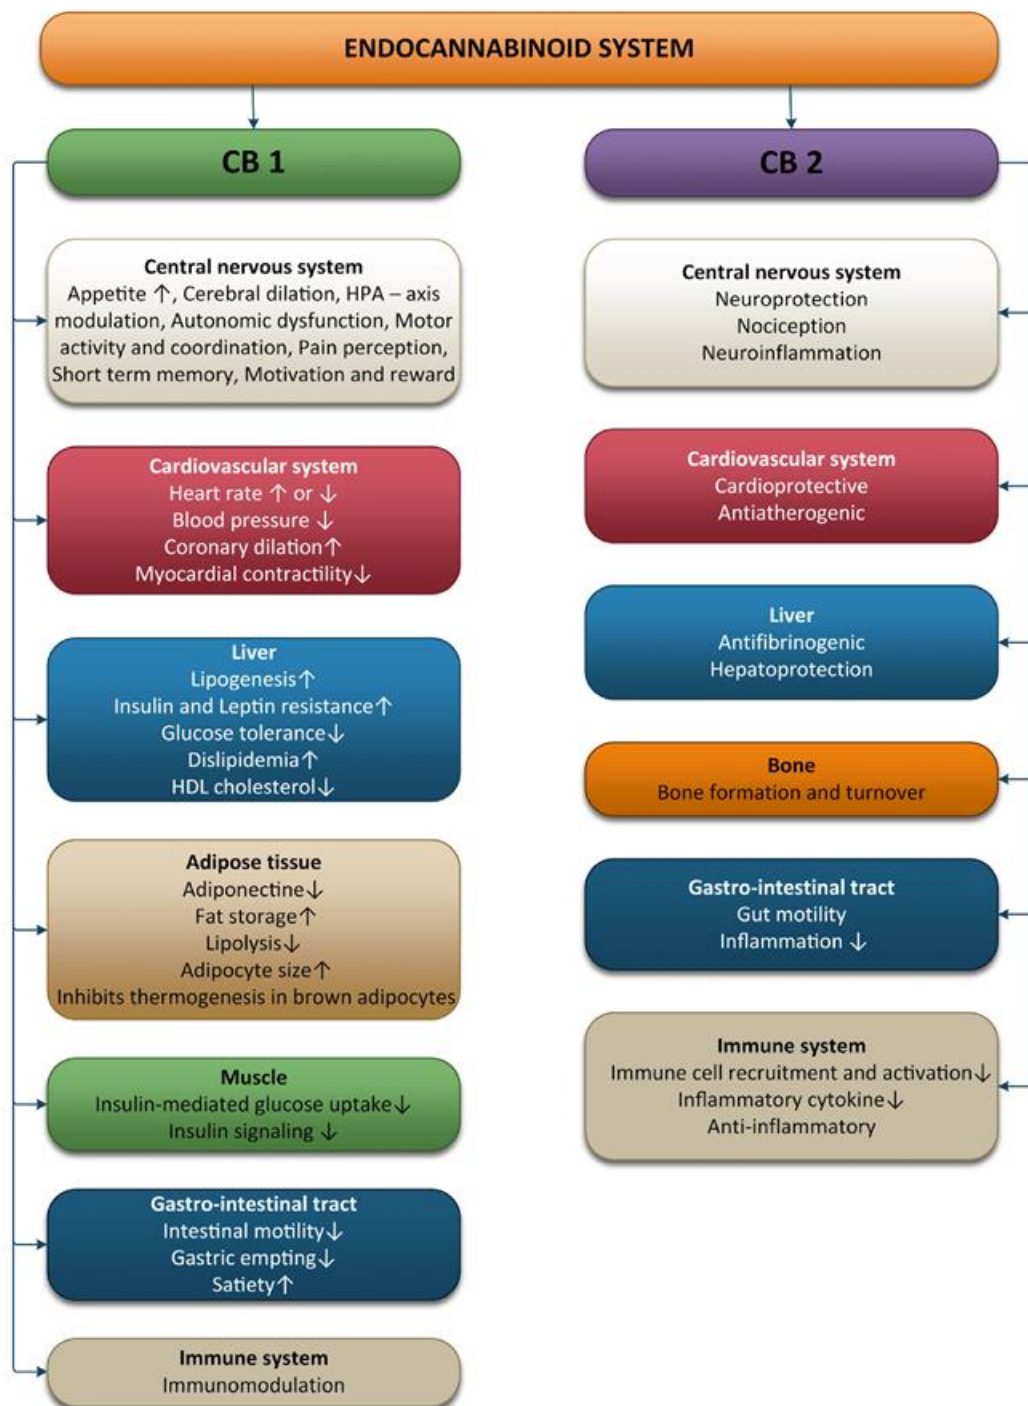 ENDOCANNABINOID SYSTEM
CB 1
Central nervous system
Appetite ↑, Cerebral dilation, HPA – axis
modulation, Autonomic dysfunction, Motor
activity and coordination, Pain perception,
Short term memory, Motivation and reward
Cardiovascular system
Heart rate ↑ or ↓
Blood pressure ↓
Coronary dilation↑
Myocardial contractility↓
Liver
Lipogenesis↑
Insulin and Leptin resistance↑
Glucose tolerance↓
Dislipidemia↑
HDL cholesterol↓
Adipose tissue
Adiponectine↓
Fat storage↑
Lipolysis↓
Adipocyte size↑
Inhibits thermogenesis in brown adipocytes
Muscle
Insulin-mediated glucose uptake↓
Insulin signaling ↓
Gastro-intestinal tract
Intestinal motility↓
Gastric empting↓
Satiety↑
Immune system
Immunomodulation
CB 2
Central nervous system
Neuroprotection
Nociception
Neuroinflammation
Cardiovascular system
Cardioprotective
Antiatherogenic
Liver
Antifibrinogenic
Hepatoprotection
Bone
Bone formation and turnover
Gastro-intestinal tract
Gut motility
Inflammation ↓
Immune system
Immune cell recruitment and activation↓
Inflammatory cytokine↓
Anti-inflammatory